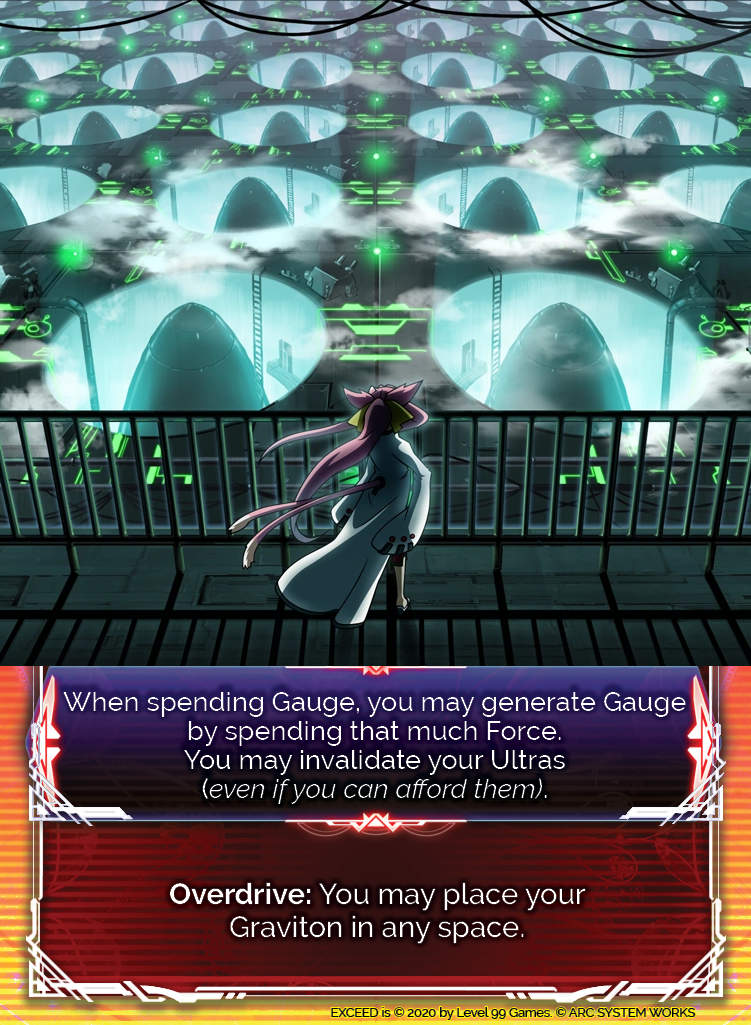 When spending Gauge, you may generate Gauge
by spending that much Force.
You may invalidate your Ultras
(even if you can afford them).
Overdrive: You may place your
Graviton in any space.
EXCEED is © 2020 by Level 99 Games. © ARC SYSTEM WORKS